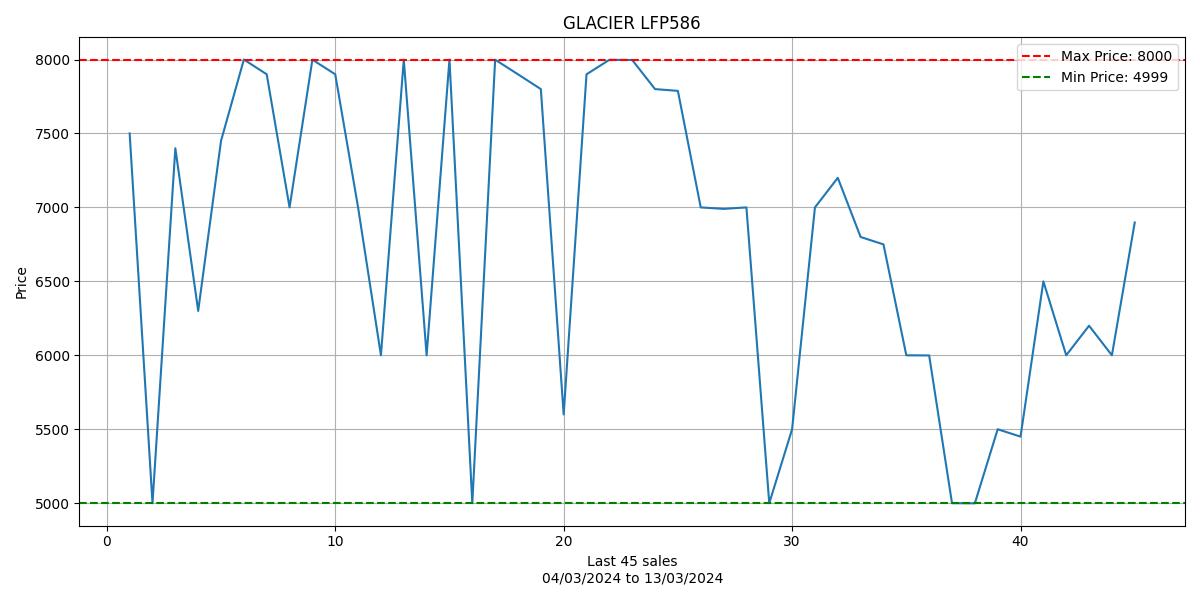 GLACIER LFP586
Max Price: 8000
Min Price: 4999
Price
8000
7500
7000
6500
6000
5500
5000
0 10 20 30 40
Last 45 sales
04/03/2024 to 13/03/2024